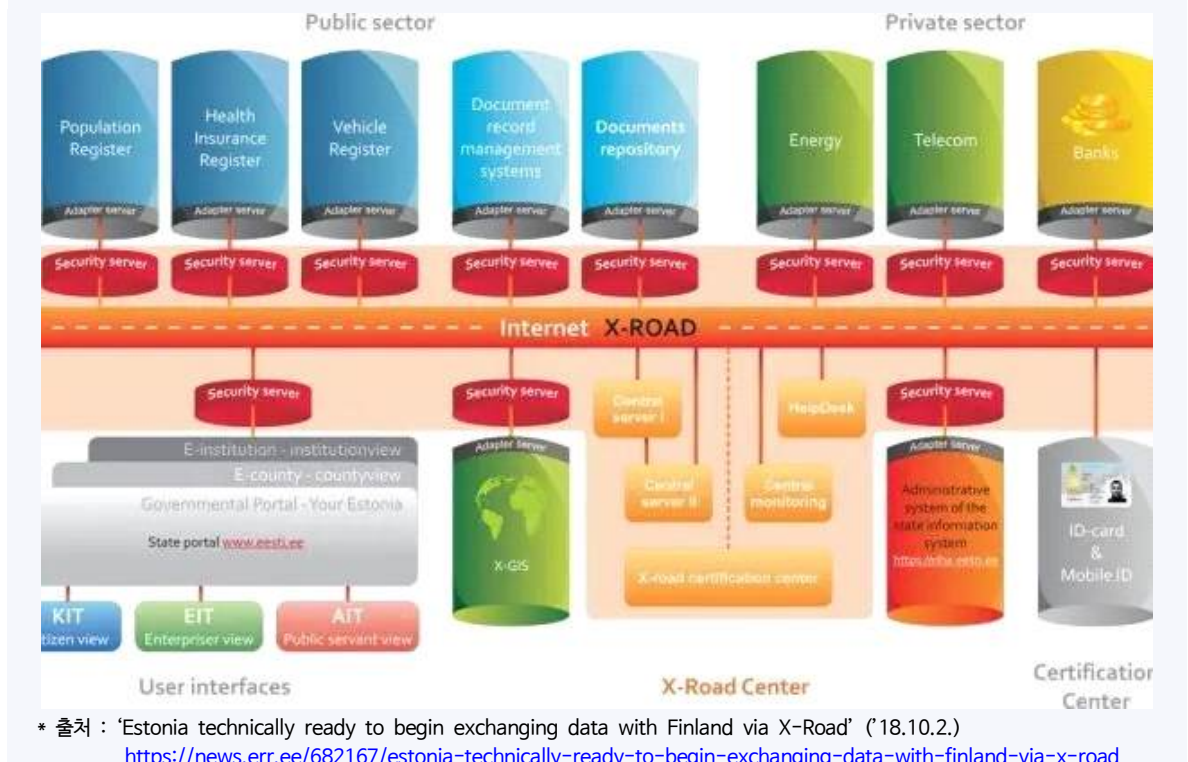 Public sector
Private sector
Population
Register
Health
Insurance
Register
Vehicle
Register
Document
record
management
systems
Documents
repository
Energy
Telecom
Banks
Adapter server
Adapter server
Adapter server
Adapter server
Adapter server
Adapter server
Adapter server
Adapter server
Security server
Security server
Security server
Security server
Security server
Security server
Security server
Security server
Internet X-ROAD
Security server
Security server
Central
server I
HelpDesk
Security server
E-institution - institutionview
E-county - countyview
Governmental Portal - Your Estonia
State portal www.eesti.ee
Adapter server
X-GIS
Central
server II
Central
monitoring
X-road certification center
Adapter server
Administrative
system of the
state information
system
ID-card
&
Mobile.ID
KIT
tizen view
EIT
Enterpriser view
AIT
Public servant view
User interfaces
X-Road Center
Certification
Center
* 출처 : ‘Estonia technically ready to begin exchanging data with Finland via X-Road’ (’18.10.2.)
https://news.err.ee/682167/estonia-technically-ready-to-begin-exchanging-data-with-finland-via-x-road